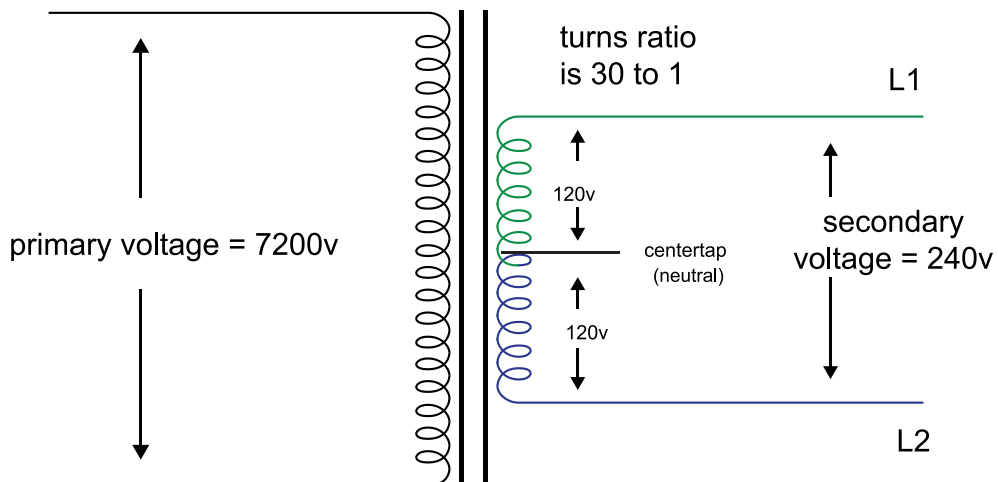 turns ratio
is 30 to 1
L1
120v
primary voltage = 7200v
centertap
(neutral)
secondary
voltage = 240v
120v
L2